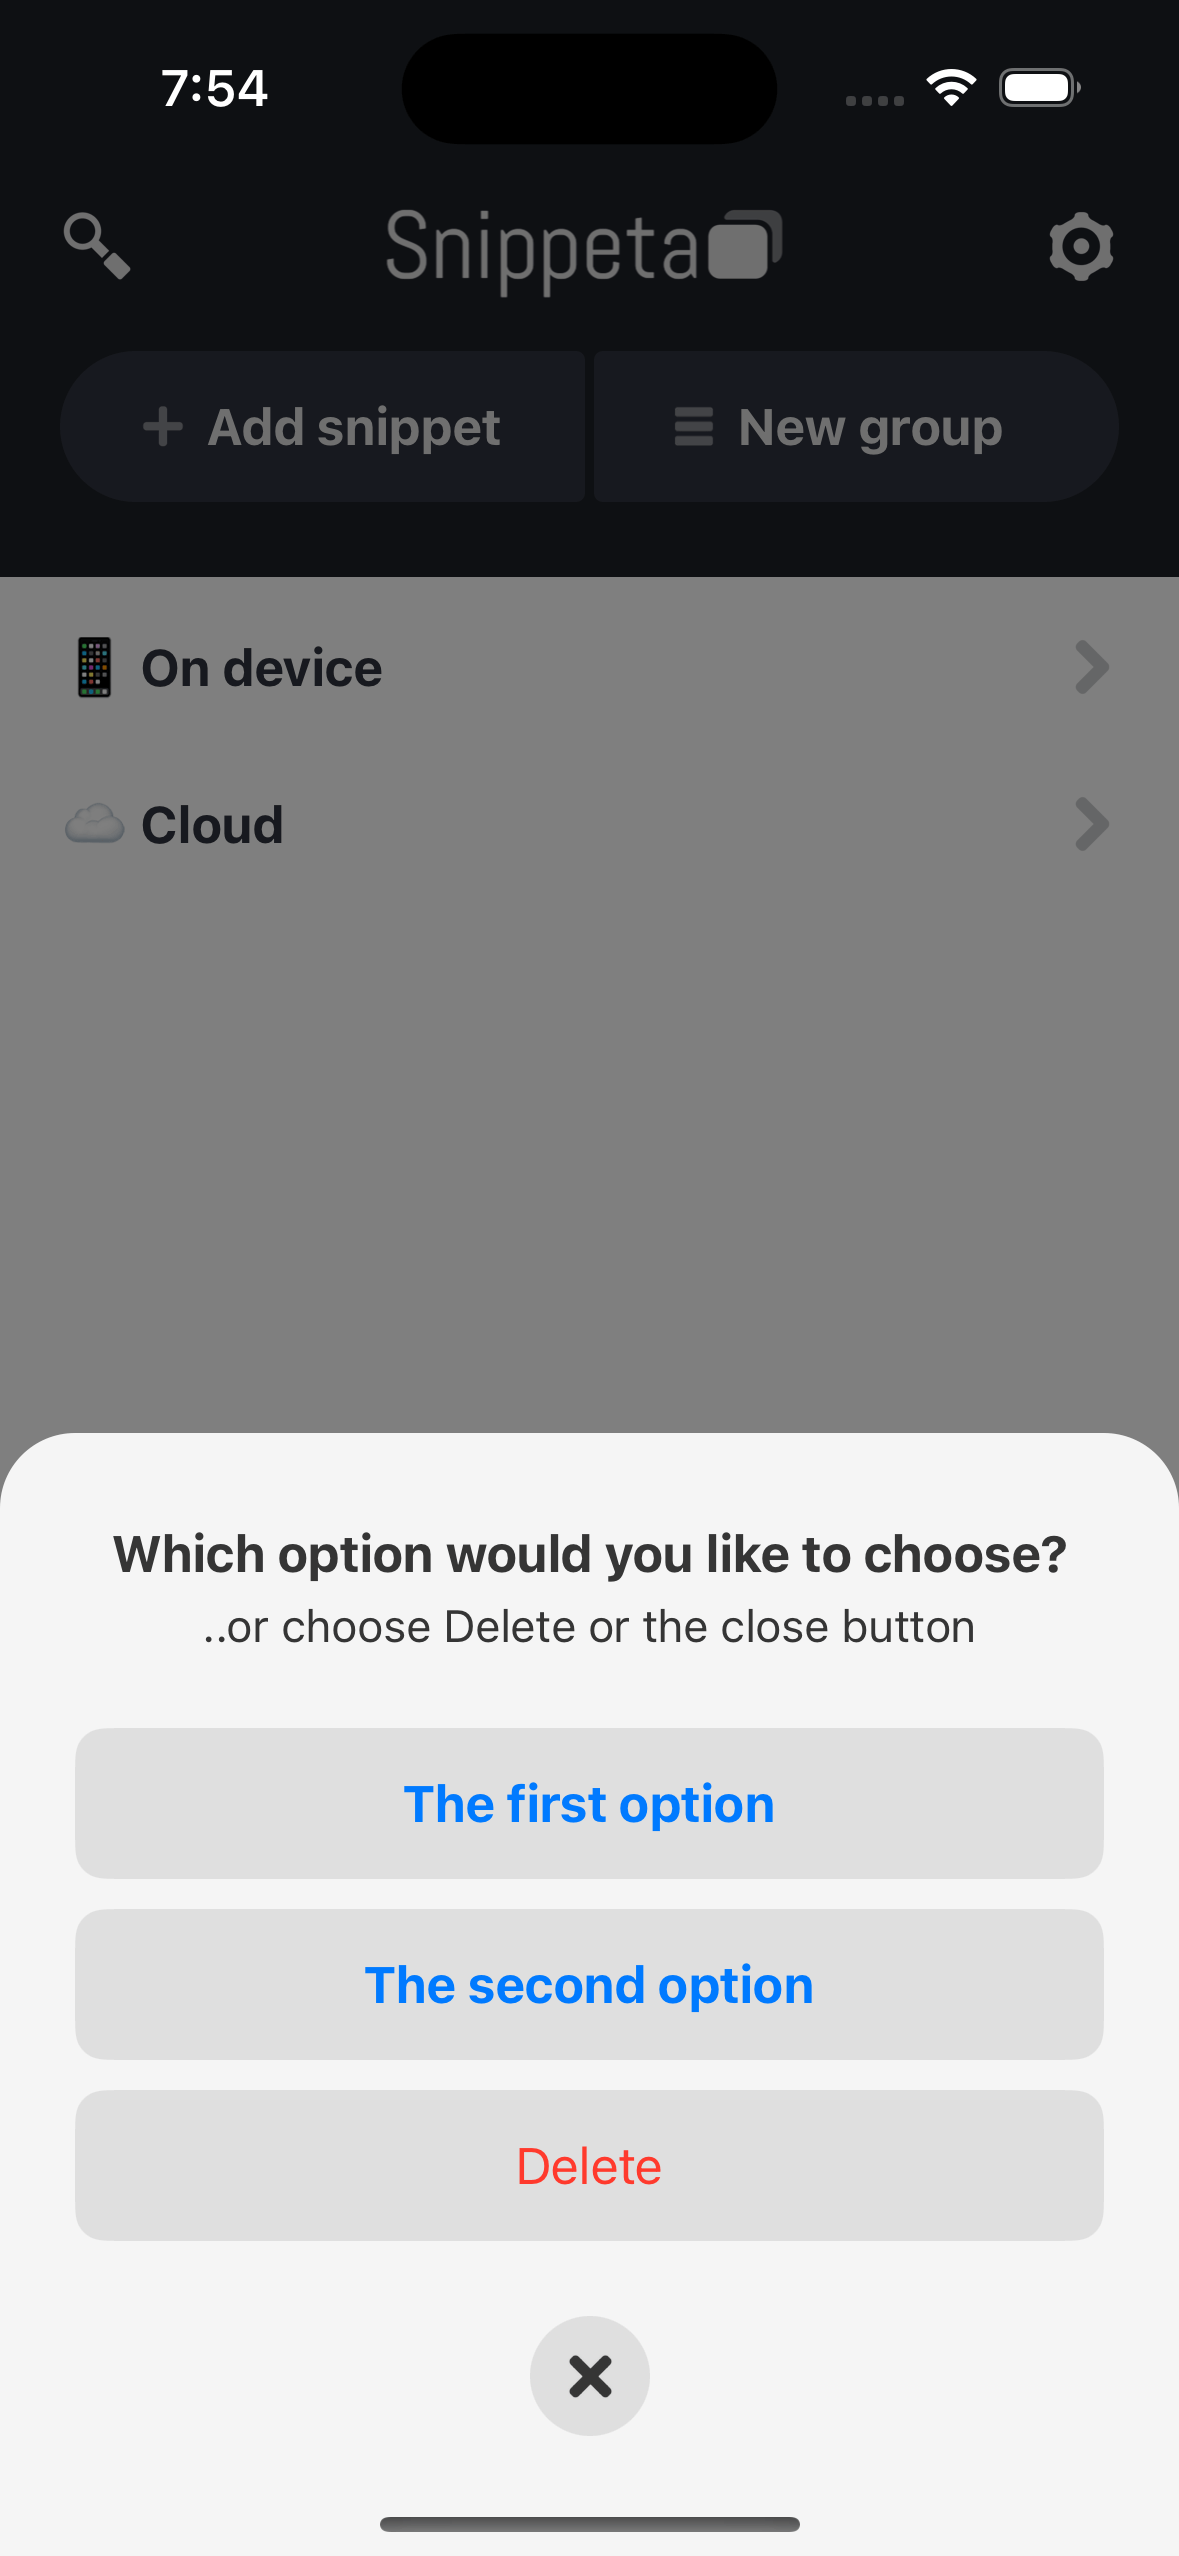 7:54
Snippeta
Add snippet
New group
On device
Cloud
Which option would you like to choose?
..or choose Delete or the close button
The first option
The second option
Delete